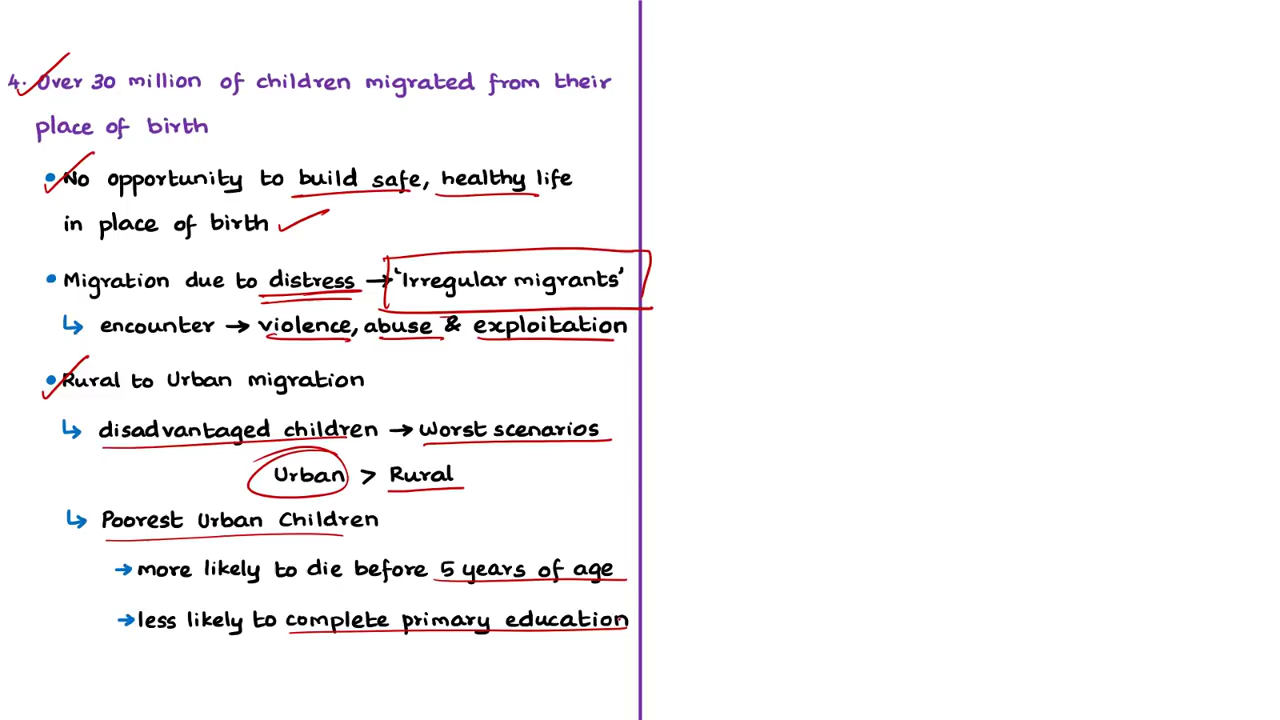 4. Over 30 million of children migrated from their
place of birth
• No opportunity to build safe, healthy life
in place of birth
• Migration due to distress → 'Irregular migrants'
↳ encounter → violence, abuse & exploitation
• Rural to Urban migration
↳ disadvantaged children → Worst scenarios
Urban > Rural
↳ Poorest Urban Children
→ more likely to die before 5 years of age
→ less likely to complete primary education